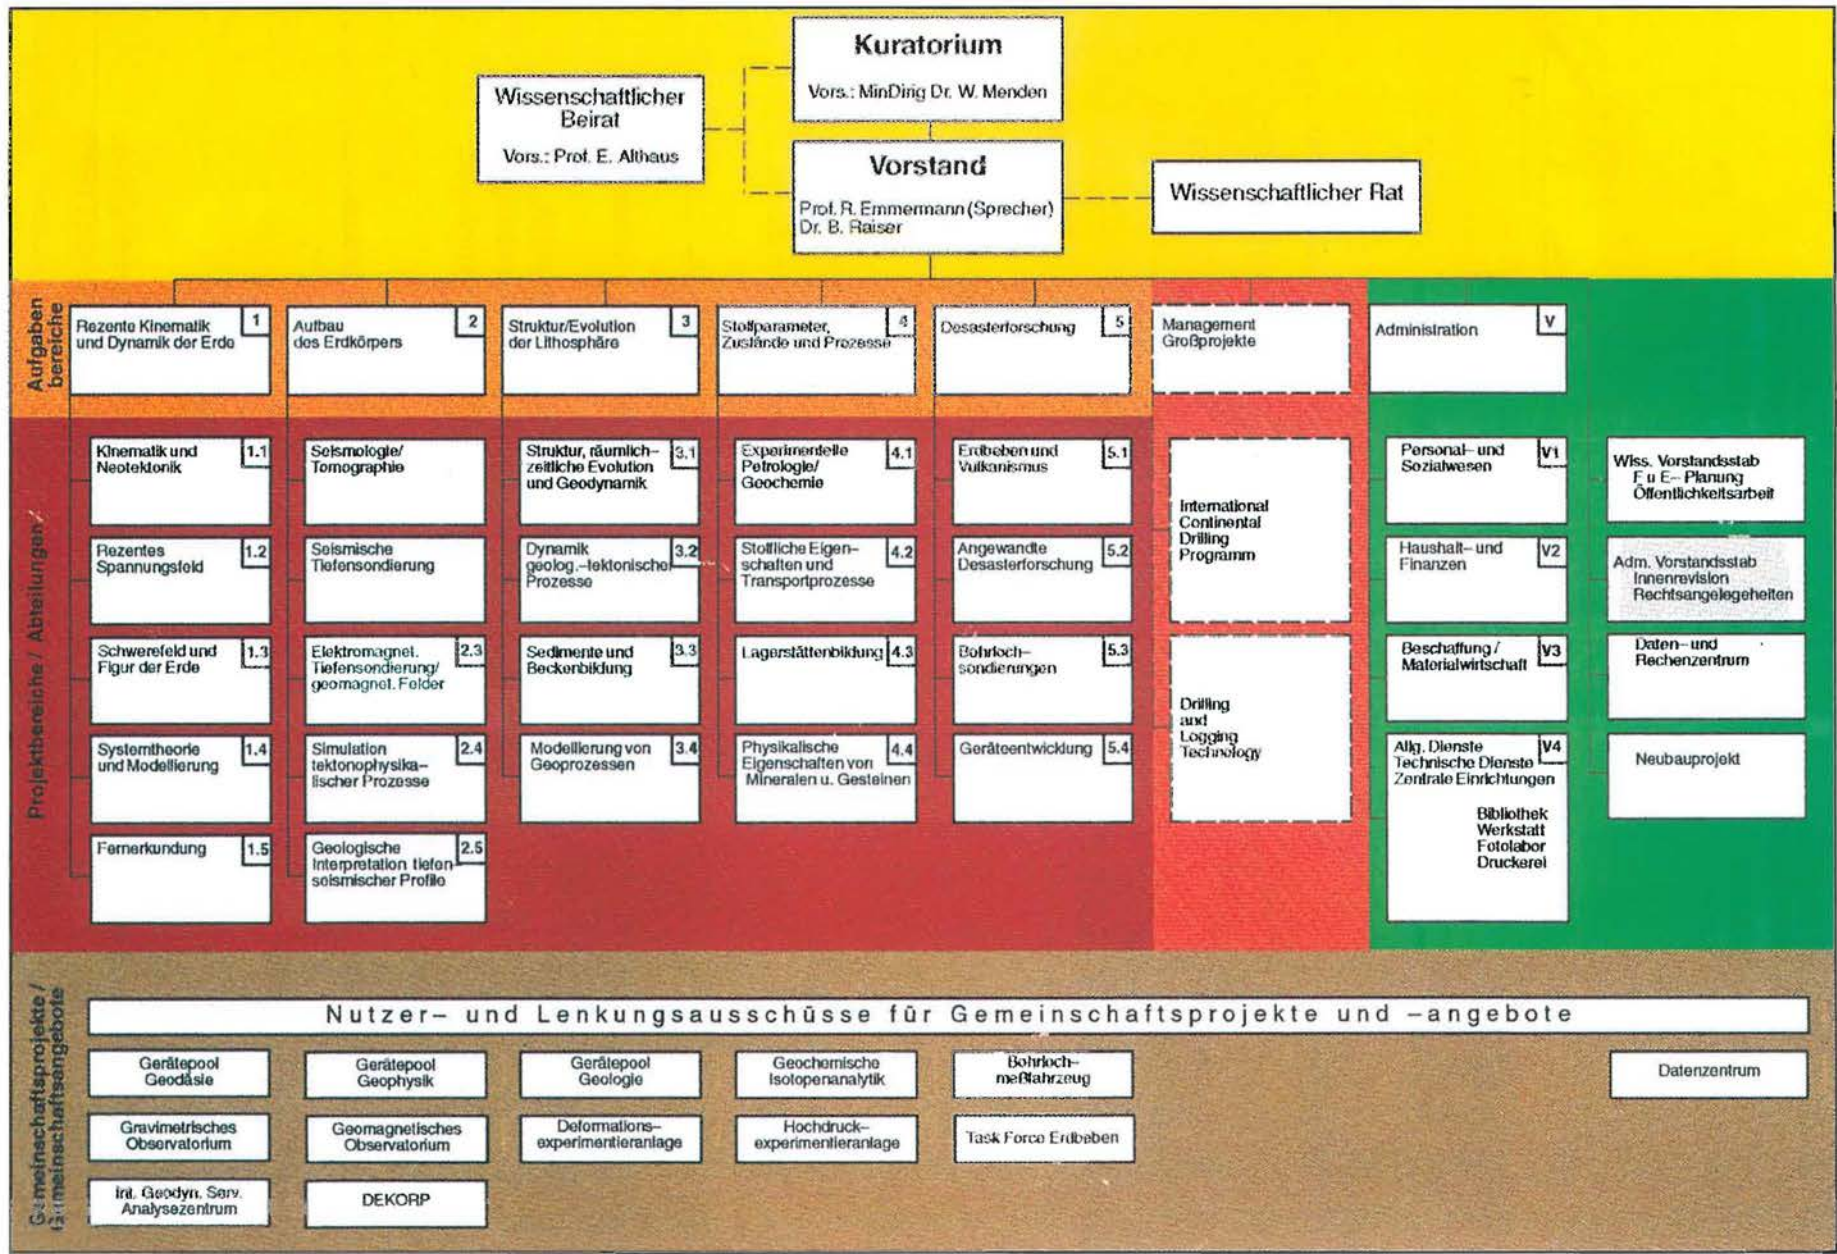 Kuratorium
Vors.: MinDirig Dr. W. Menden
Wissenschaftlicher
Beirat
Vors.: Prof. E. Althaus
Vorstand
Prof. R. Emmermann (Sprecher)
Dr. B. Raiser
Wissenschaftlicher Rat
Aufgaben
bereiche
Rezente Kinematik
und Dynamik der Erde
1
Aufbau
des Erdkörpers
2
Struktur/Evolution
der Lithosphäre
3
Stoffparameter,
Zustände und Prozesse
4
Desasterforschung
5
Management
Großprojekte
Administration
V
Projektbereiche / Abteilungen
Kinematik und
Neotektonik
1.1
Rezentes
Spannungsfeld
1.2
Schwerefeld und
Figur der Erde
1.3
Systemtheorie
und Modellierung
1.4
Fernerkundung
1.5
Seismologie/
Tomographie
Seismische
Tiefensondierung
Elektromagnet.
Tiefensondierung/
geomagnet. Felder
2.3
Simulation
tektonophysika-
lischer Prozesse
2.4
Geologische
Interpretation tiefen-
seismischer Profile
2.5
Struktur, räumlich-
zeitliche Evolution
und Geodynamik
3.1
Dynamik
geolog.-tektonischer
Prozesse
3.2
Sedimente und
Beckenbildung
3.3
Modellierung von
Geoprozessen
3.4
Experimentelle
Petrologie/
Geochemie
4.1
Stoffliche Eigen-
schaften und
Transportprozesse
4.2
Lagerstättenbildung
4.3
Physikalische
Eigenschaften von
Mineralen u. Gesteinen
4.4
Erdbeben und
Vulkanismus
5.1
Angewandte
Desasterforschung
5.2
Bohrloch-
sondierungen
5.3
Geräteentwicklung
5.4
International
Continental
Drilling
Programm
Drilling
and
Logging
Technology
Personal- und
Sozialwesen
V1
Haushalt- und
Finanzen
V2
Beschaffung /
Materialwirtschaft
V3
Allg. Dienste
Technische Dienste
Zentrale Einrichtungen
V4
Bibliothek
Werkstatt
Fotolabor
Druckerei
Wiss. Vorstandsstab
F u E- Planung
Öffentlichkeitsarbeit
Adm. Vorstandsstab
Innenrevision
Rechtsangelegeheiten
Daten- und
Rechenzentrum
Neubauprojekt
Gemeinschaftsprojekte /
Gemeinschaftsangebote
Nutzer- und Lenkungsausschüsse für Gemeinschaftsprojekte und -angebote
Gerätepool
Geodäsie
Gerätepool
Geophysik
Gerätepool
Geologie
Geochemische
Isotopenanalytik
Bohrloch-
meßfahrzeug
Datenzentrum
Gravimetrisches
Observatorium
Geomagnetisches
Observatorium
Deformations-
experimentieranlage
Hochdruck-
experimentieranlage
Task Force Erdbeben
Int. Geodyn. Serv.
Analysezentrum
DEKORP